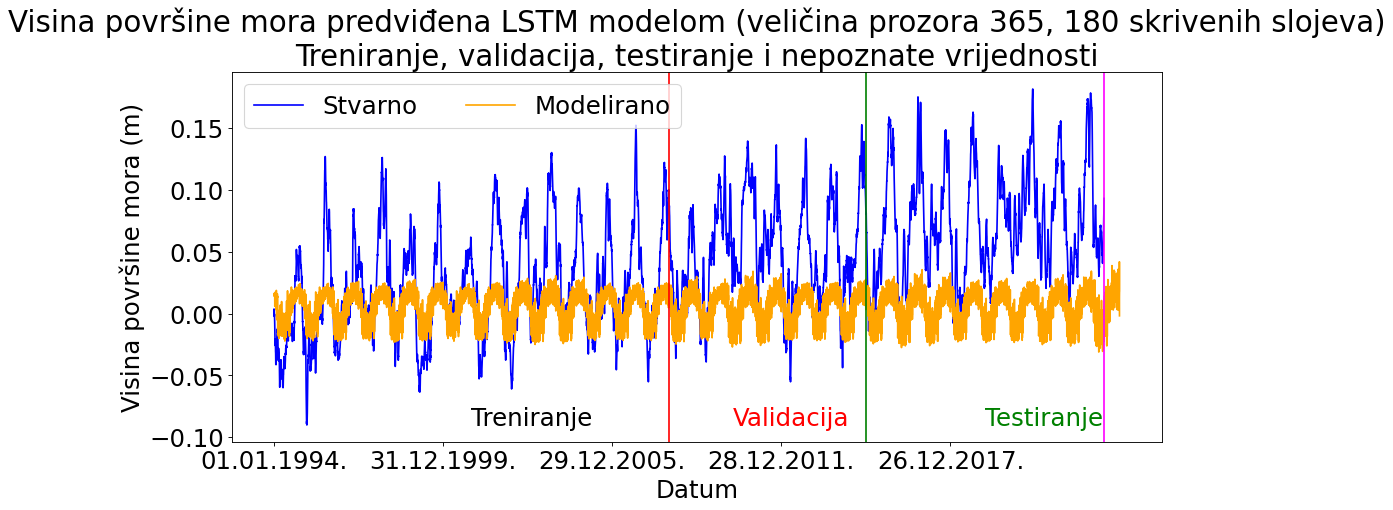 Visina površine mora predviđena LSTM modelom (veličina prozora 365, 180 skrivenih slojeva)
Treniranje, validacija, testiranje i nepoznate vrijednosti
Stvarno
Modelirano
Visina površine mora (m)
0.15
0.10
0.05
0.00
−0.05
−0.10
Treniranje
Validacija
Testiranje
01.01.1994.
31.12.1999.
29.12.2005.
28.12.2011.
26.12.2017.
Datum